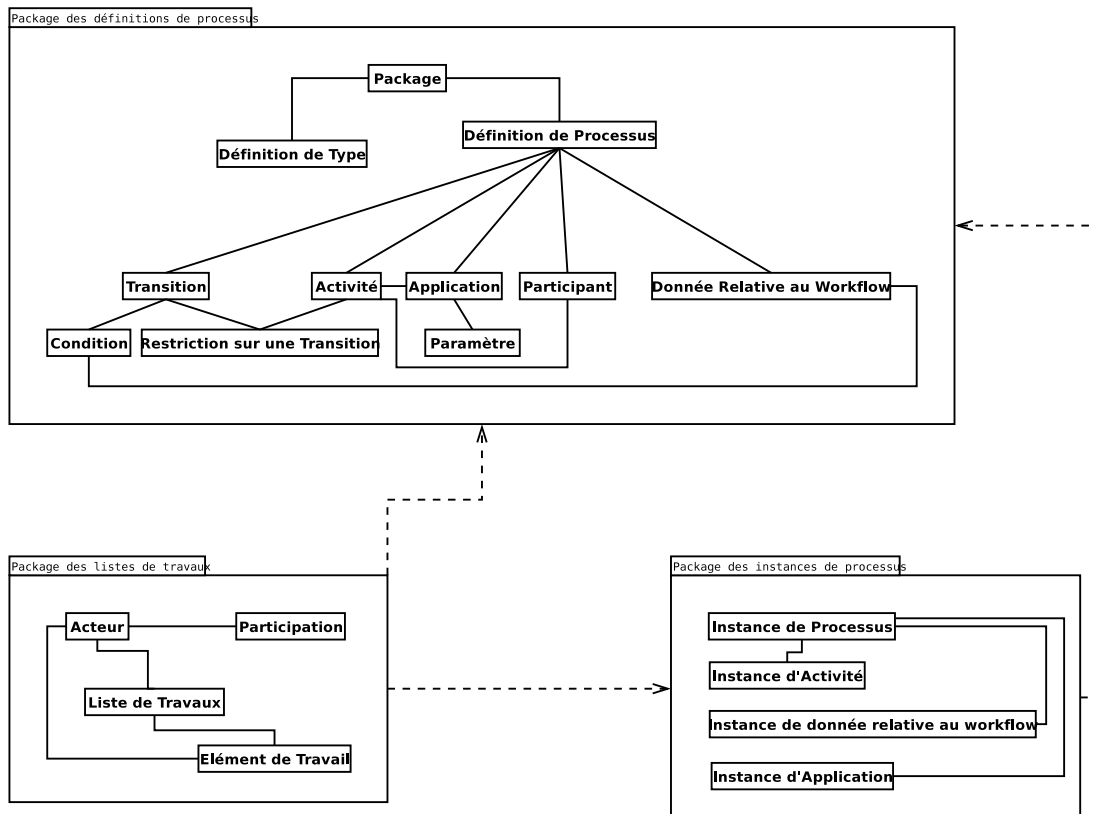 Package des définitions de processus
Package
Définition de Processus
Définition de Type
Transition
Activité
Application
Participant
Donnée Relative au Workflow
Condition
Restriction sur une Transition
Paramètre
Package des listes de travaux
Package des instances de processus
Acteur
Participation
Instance de Processus
Instance d'Activité
Liste de Travaux
Instance de donnée relative au workflow
Elément de Travail
Instance d'Application